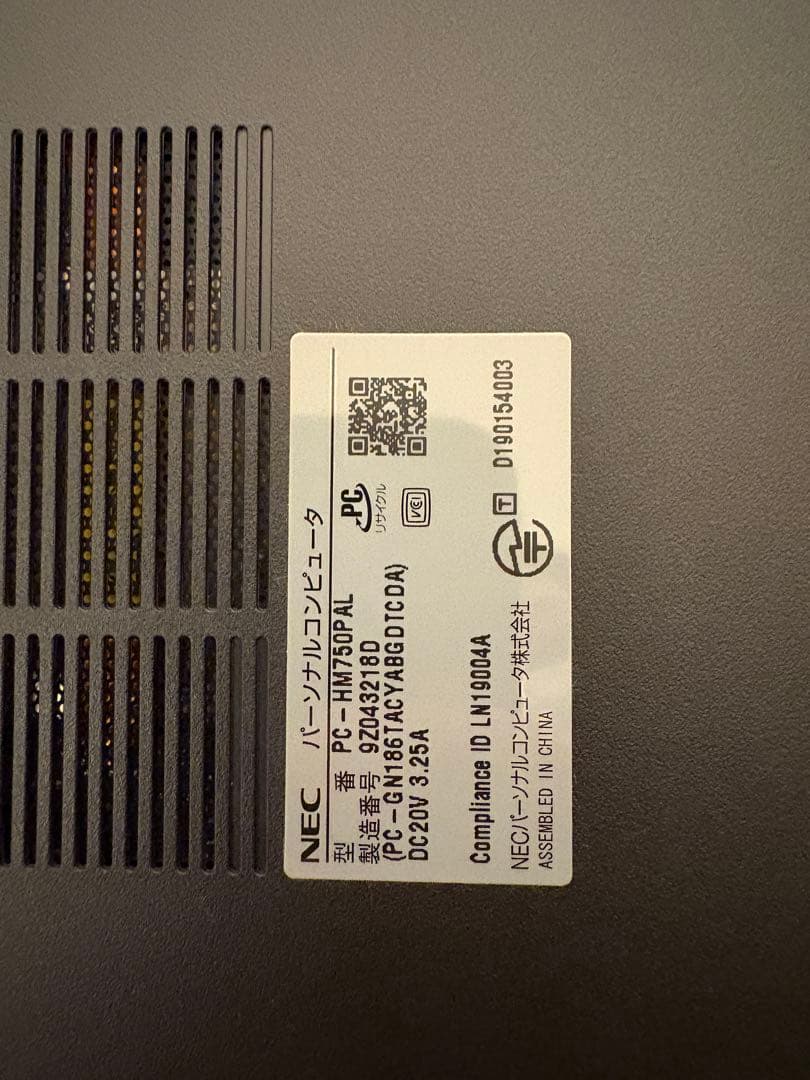 NEC パーソナルコンピュータ
型 番 PC-HM750PAL
製造番号 9Z043218D
(PC-GN186TACYABGDTCDA)
DC20V 3.25A
PC
リサイクル
VCI
Compliance ID LN19004A
NECパーソナルコンピュータ株式会社
T D190154003
ASSEMBLED IN CHINA